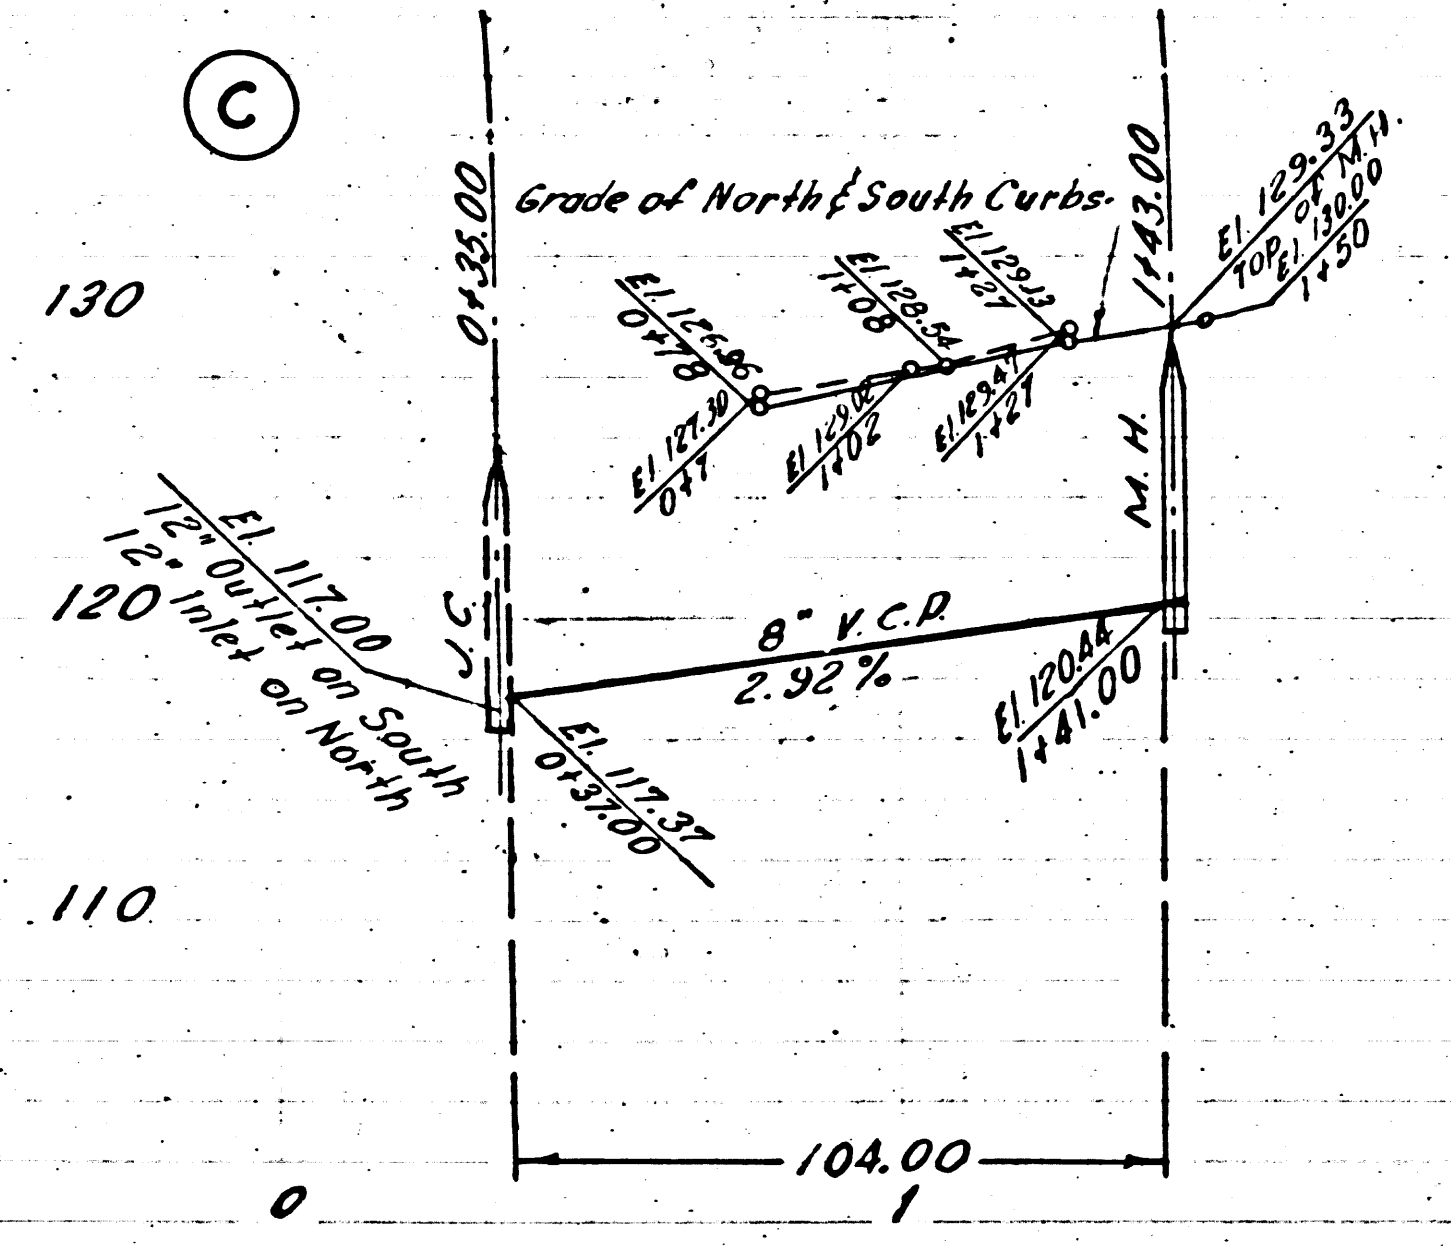 C
0+35.00
Grade of North & South Curbs.
1+43.00
El. 129.33
TOP of M.H.
El. 130.00
1+50
130
El. 126.96
0+78
El. 128.54
1+08
El. 129.13
1+27
El. 127.30
0+7
El. 129.02
1+02
El. 129.47
1+27
M. H.
El. 117.00
12" Outlet on South
12" Inlet on North
120
J.C
8" V.C.P.
2.92%
El. 120.44
1+41.00
El. 117.37
0+37.00
110
104.00
0
1